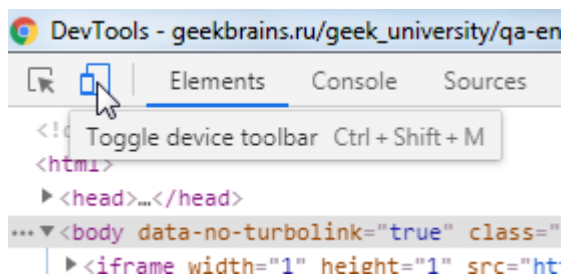 DevTools - geekbrains.ru/geek_university/qa-en
Elements Console Sources
Toggle device toolbar Ctrl + Shift + M
<html>
▶<head>…</head>
••• ▼<body data-no-turbolink="true" class="
▶<iframe width="1" height="1" src="htt